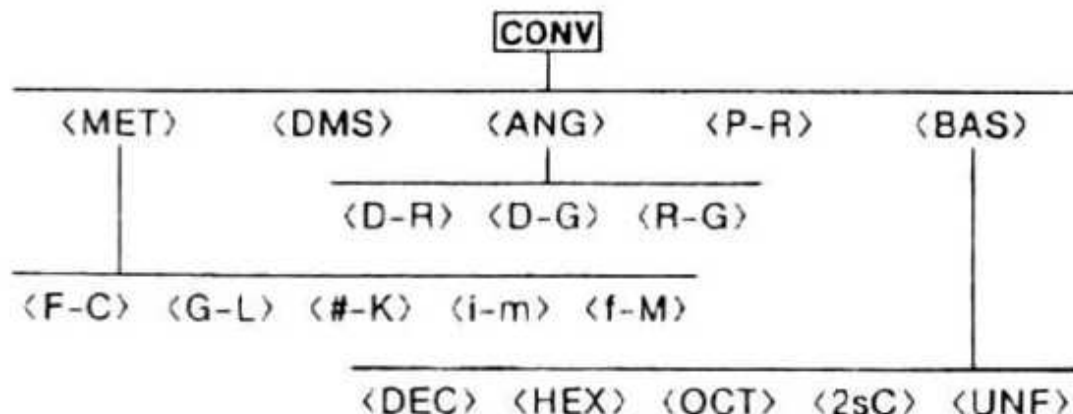 CONV
<MET> <DMS> <ANG> <P-R> <BAS>
<D-R> <D-G> <R-G>
<F-C> <G-L> <#-K> <i-m> <f-M>
<DEC> <HEX> <OCT> <2sC> <UNF>